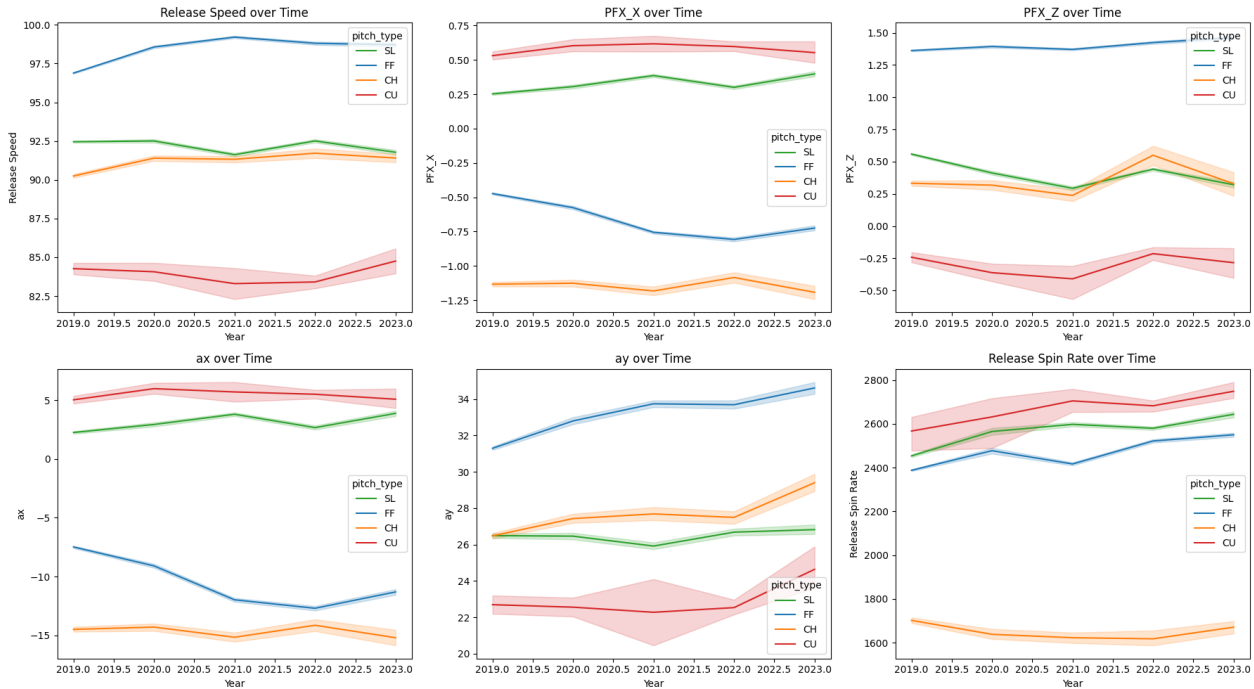 Release Speed over Time
100.0
97.5
95.0
92.5
90.0
87.5
85.0
82.5
Release Speed
2019.0 2019.5 2020.0 2020.5 2021.0 2021.5 2022.0 2022.5 2023.0
Year
pitch_type
SL
FF
CH
CU
PFX_X over Time
0.75
0.50
0.25
0.00
−0.25
−0.50
−0.75
−1.00
−1.25
PFX_X
2019.0 2019.5 2020.0 2020.5 2021.0 2021.5 2022.0 2022.5 2023.0
Year
pitch_type
SL
FF
CH
CU
PFX_Z over Time
1.50
1.25
1.00
0.75
0.50
0.25
0.00
−0.25
−0.50
PFX_Z
2019.0 2019.5 2020.0 2020.5 2021.0 2021.5 2022.0 2022.5 2023.0
Year
pitch_type
SL
FF
CH
CU
ax over Time
5
0
−5
−10
−15
ax
2019.0 2019.5 2020.0 2020.5 2021.0 2021.5 2022.0 2022.5 2023.0
Year
pitch_type
SL
FF
CH
CU
ay over Time
34
32
30
28
26
24
22
20
ay
2019.0 2019.5 2020.0 2020.5 2021.0 2021.5 2022.0 2022.5 2023.0
Year
pitch_type
SL
FF
CH
CU
Release Spin Rate over Time
2800
2600
2400
2200
2000
1800
1600
Release Spin Rate
2019.0 2019.5 2020.0 2020.5 2021.0 2021.5 2022.0 2022.5 2023.0
Year
pitch_type
SL
FF
CH
CU